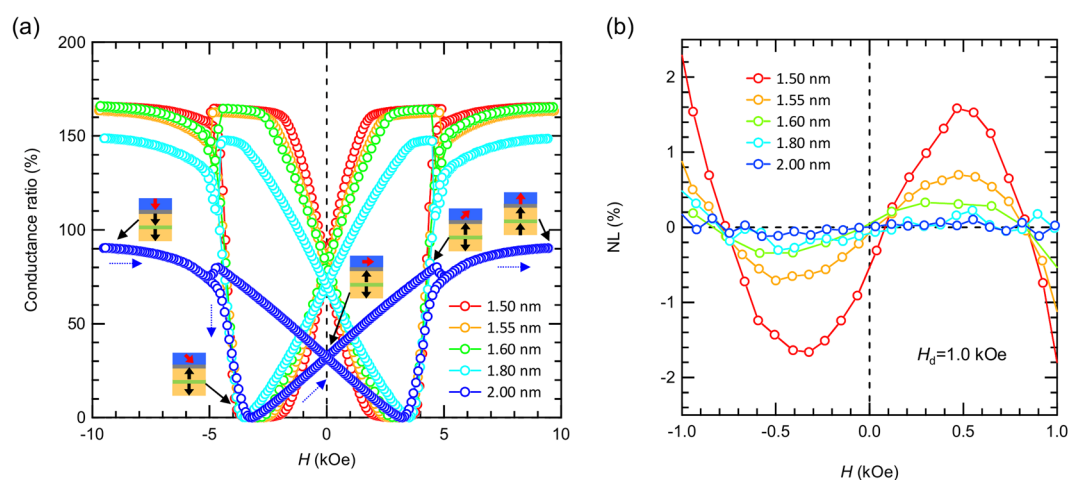 (a)
200
150
100
50
0
Conductance ratio (%)
-10
-5
0
5
10
H (kOe)
1.50 nm
1.55 nm
1.60 nm
1.80 nm
2.00 nm
(b)
2
1
0
-1
-2
NL (%)
-1.0
-0.5
0.0
0.5
1.0
H (kOe)
1.50 nm
1.55 nm
1.60 nm
1.80 nm
2.00 nm
Hd=1.0 kOe